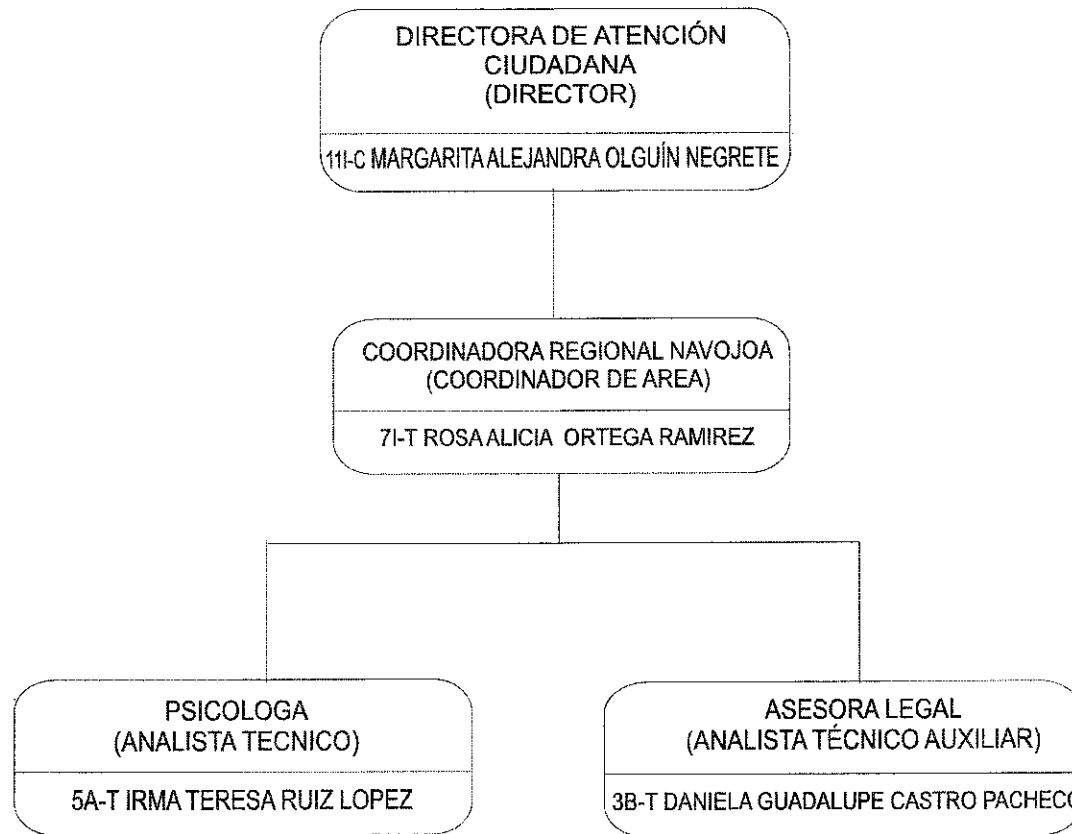 DIRECTORA DE ATENCIÓN
CIUDADANA
(DIRECTOR)
11I-C MARGARITA ALEJANDRA OLGUÍN NEGRETE
COORDINADORA REGIONAL NAVOJOA
(COORDINADOR DE AREA)
7I-T ROSA ALICIA ORTEGA RAMIREZ
PSICOLOGA
(ANALISTA TECNICO)
5A-T IRMA TERESA RUIZ LOPEZ
ASESORA LEGAL
(ANALISTA TÉCNICO AUXILIAR)
3B-T DANIELA GUADALUPE CASTRO PACHECO